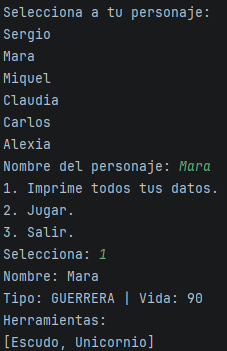 Selecciona a tu personaje:
Sergio
Mara
Miquel
Claudia
Carlos
Alexia
Nombre del personaje: Mara
1. Imprime todos tus datos.
2. Jugar.
3. Salir.
Selecciona: 1
Nombre: Mara
Tipo: GUERRERA | Vida: 90
Herramientas:
[Escudo, Unicornio]